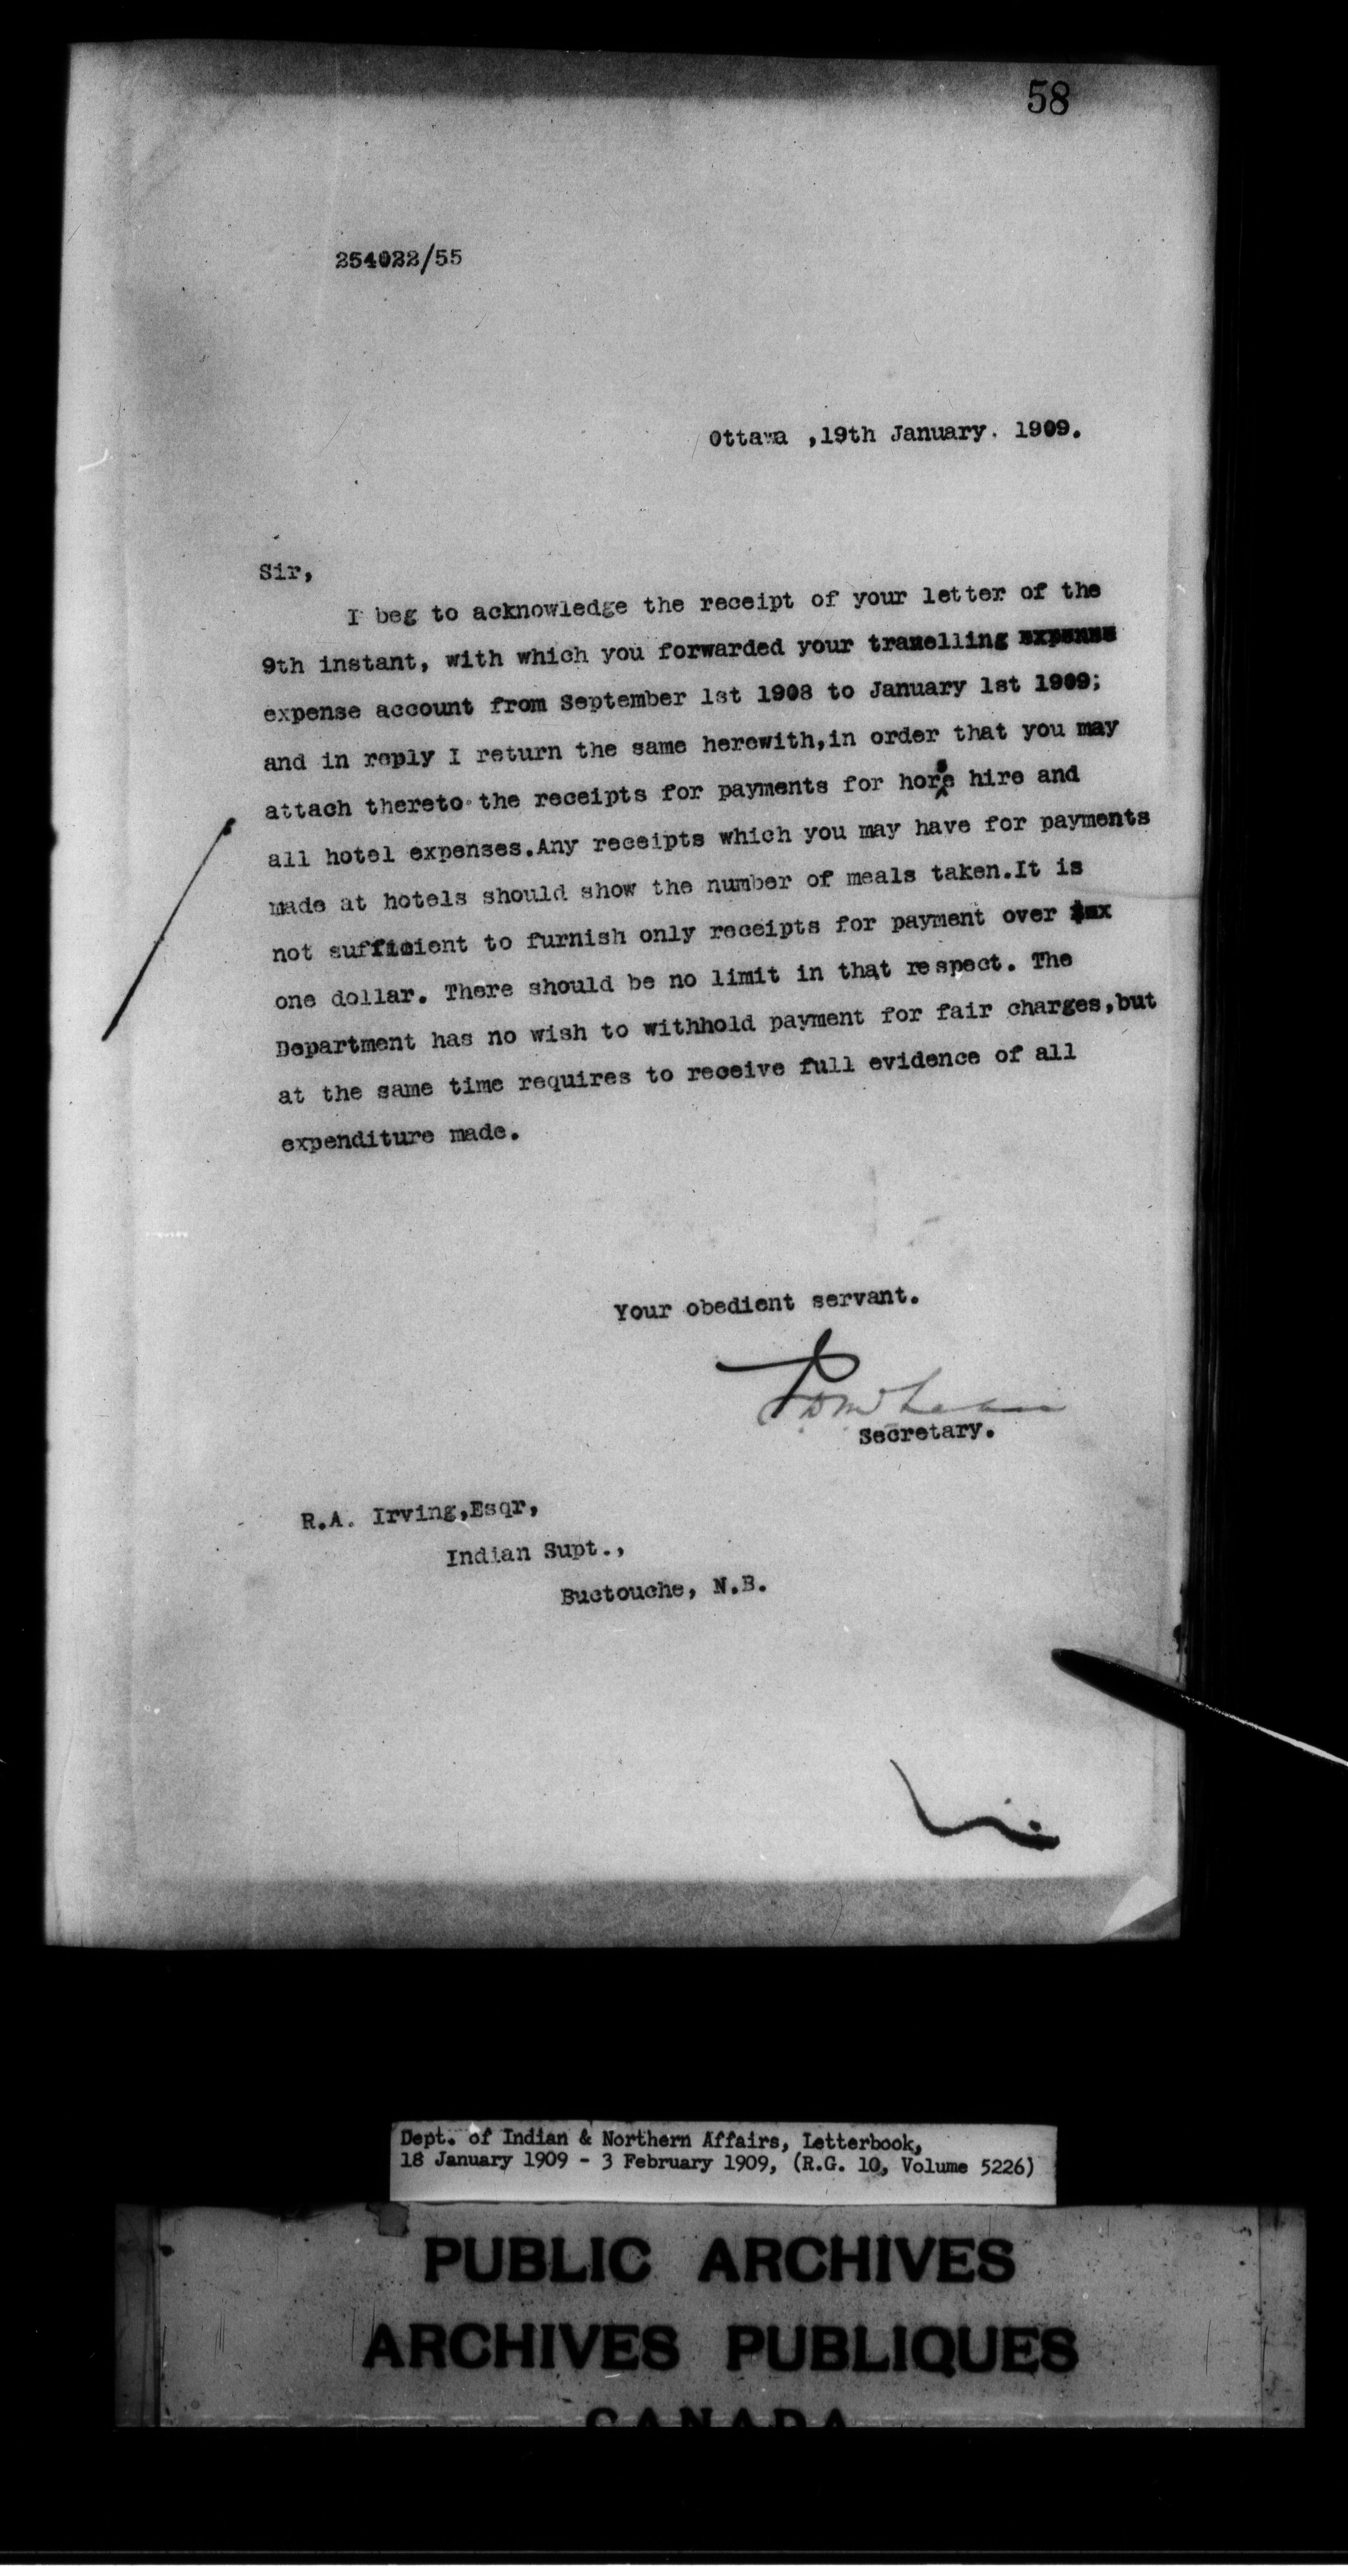 58
254022/55
Ottawa ,19th January. 1909.
Sir,
I beg to acknowledge the receipt of your letter of the
9th instant, with which you forwarded your travelling expense
expense account from September 1st 1908 to January 1st 1909;
and in reply I return the same herewith,in order that you may
attach thereto the receipts for payments for horse hire and
all hotel expenses.Any receipts which you may have for payments
made at hotels should show the number of meals taken.It is
not sufficient to furnish only receipts for payment over
one dollar. There should be no limit in that respect. The
Department has no wish to withhold payment for fair charges,but
at the same time requires to receive full evidence of all
expenditure made.
Your obedient servant.
Secretary.
R.A. Irving,Esqr,
Indian Supt.,
Buctouche, N.B.
Dept. of Indian & Northern Affairs, Letterbook,
18 January 1909 - 3 February 1909, (R.G. 10, Volume 5226)
PUBLIC ARCHIVES
ARCHIVES PUBLIQUES
CANADA